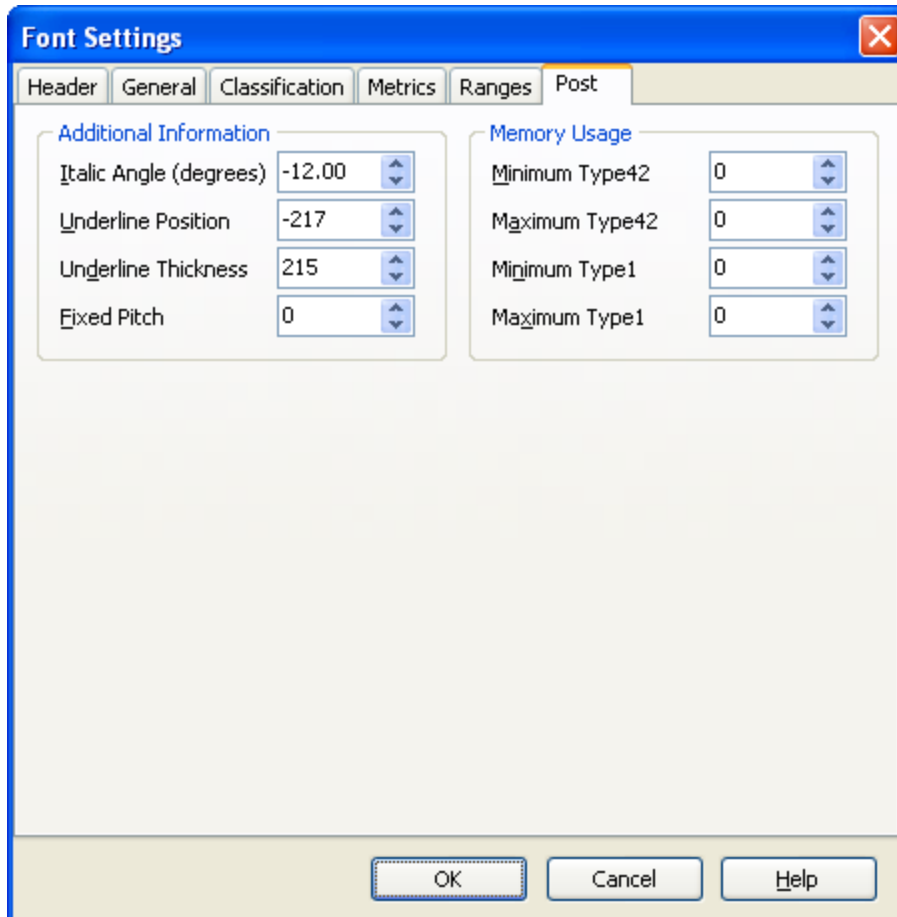 Font Settings
Header General Classification Metrics Ranges Post
Additional Information
Italic Angle (degrees) -12.00
Underline Position -217
Underline Thickness 215
Fixed Pitch 0
Memory Usage
Minimum Type42 0
Maximum Type42 0
Minimum Type1 0
Maximum Type1 0
OK Cancel Help